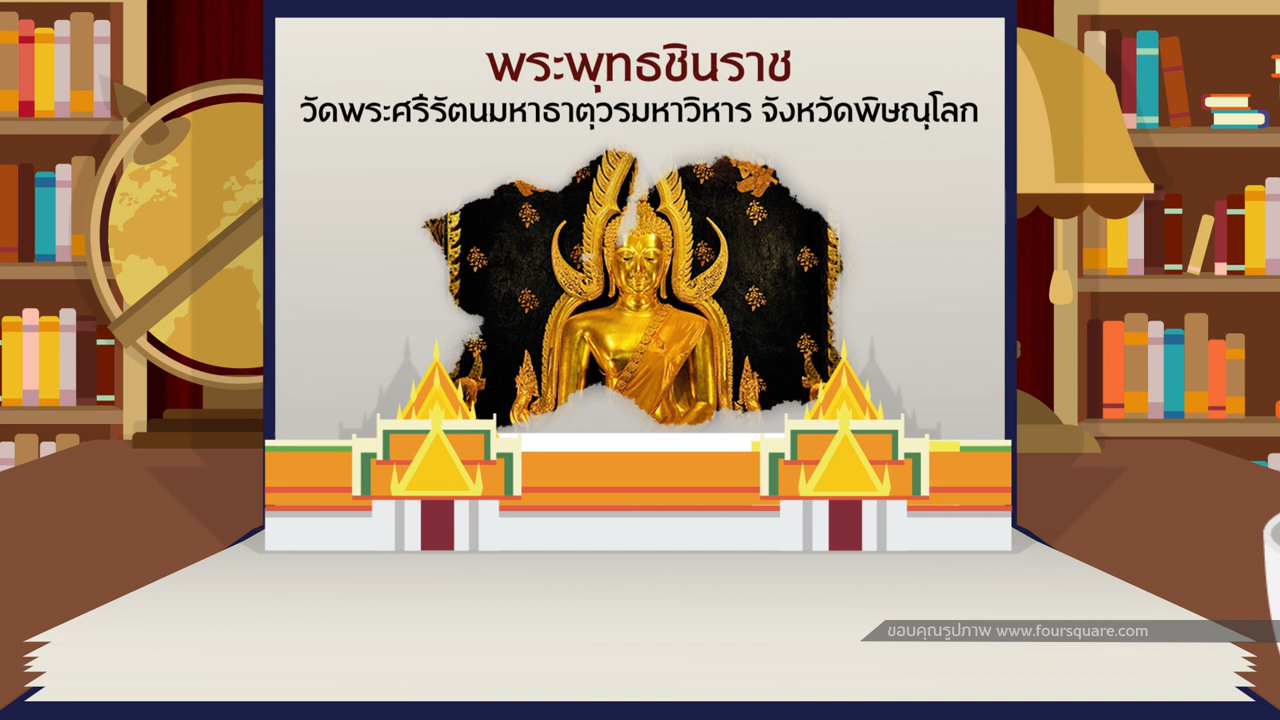 พระพุทธชินราช
วัดพระศรีรัตนมหาธาตุวรมหาวิหาร จังหวัดพิษณุโลก
ขอบคุณรูปภาพ www.foursquare.com